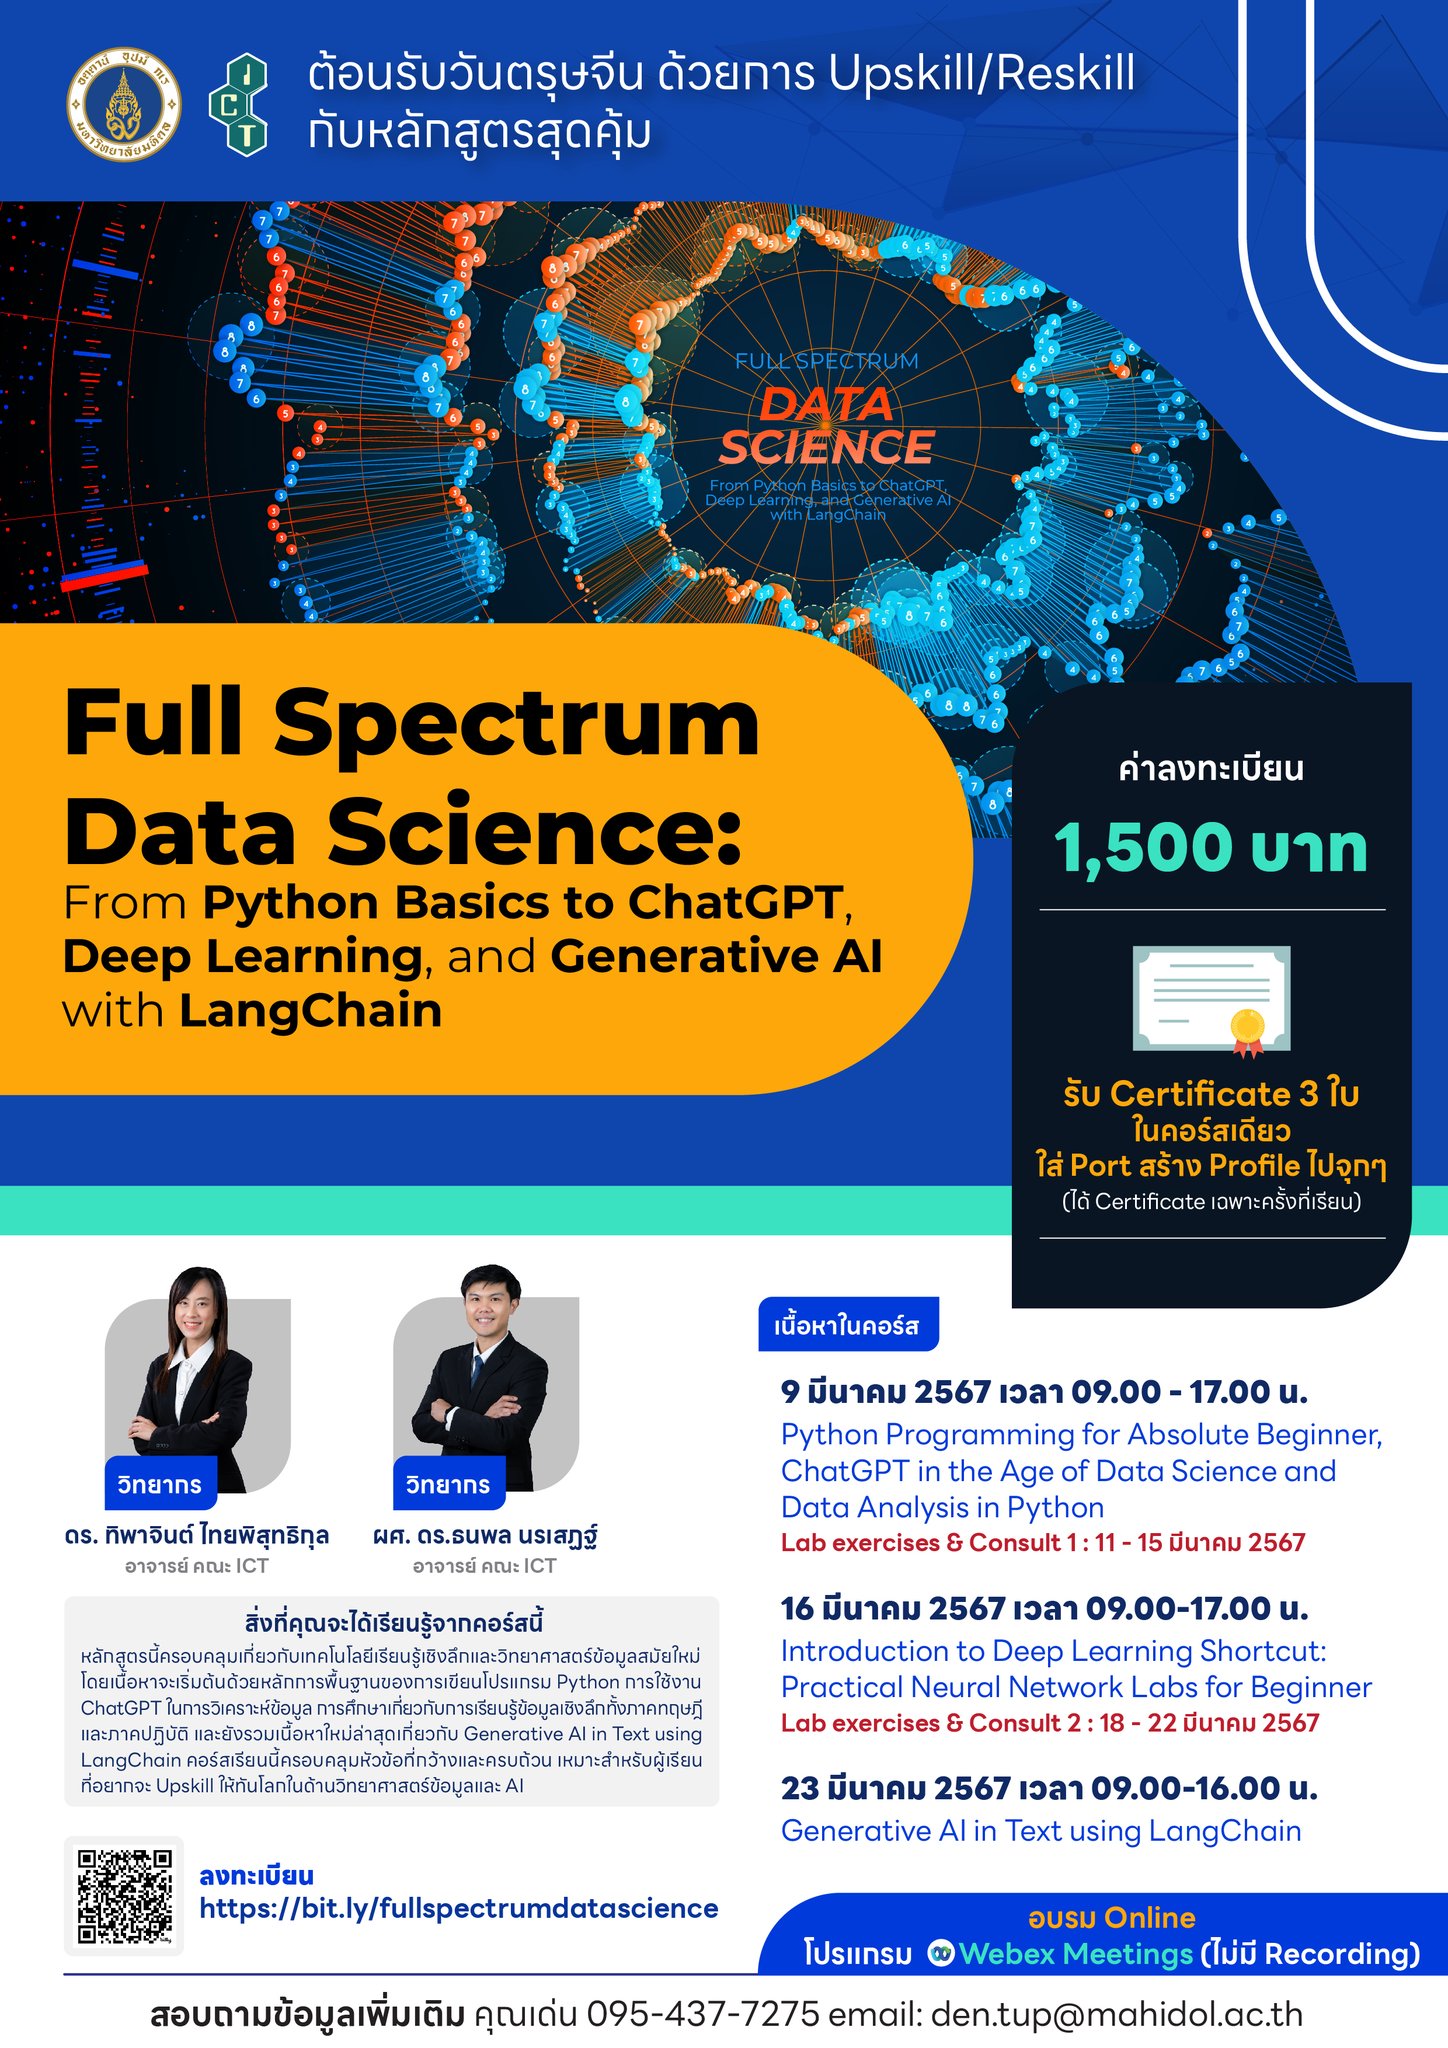 อตฺตานํ อุปมํ กเร
มหาวิทยาลัยมหิดล
I
C
T
ต้อนรับวันตรุษจีน ด้วยการ Upskill/Reskill
กับหลักสูตรสุดคุ้ม
FULL SPECTRUM
DATA
SCIENCE
From Python Basics to ChatGPT,
Deep Learning, and Generative AI
with LangChain
Full Spectrum
Data Science:
From Python Basics to ChatGPT,
Deep Learning, and Generative AI
with LangChain
ค่าลงทะเบียน
1,500 บาท
รับ Certificate 3 ใบ
ในคอร์สเดียว
ใส่ Port สร้าง Profile ไปจุกๆ
(ได้ Certificate เฉพาะครั้งที่เรียน)
วิทยากร
ดร. ทิพาจินต์ ไทยพิสุทธิกุล
อาจารย์ คณะ ICT
วิทยากร
ผศ. ดร.ธนพล นรเสฏฐ์
อาจารย์ คณะ ICT
สิ่งที่คุณจะได้เรียนรู้จากคอร์สนี้
หลักสูตรนี้ครอบคลุมเกี่ยวกับเทคโนโลยีเรียนรู้เชิงลึกและวิทยาศาสตร์ข้อมูลสมัยใหม่
โดยเนื้อหาจะเริ่มต้นด้วยหลักการพื้นฐานของการเขียนโปรแกรม Python การใช้งาน
ChatGPT ในการวิเคราะห์ข้อมูล การศึกษาเกี่ยวกับการเรียนรู้ข้อมูลเชิงลึกทั้งภาคทฤษฎี
และภาคปฏิบัติ และยังรวมเนื้อหาใหม่ล่าสุดเกี่ยวกับ Generative AI in Text using
LangChain คอร์สเรียนนี้ครอบคลุมหัวข้อที่กว้างและครบถ้วน เหมาะสำหรับผู้เรียน
ที่อยากจะ Upskill ให้ทันโลกในด้านวิทยาศาสตร์ข้อมูลและ AI
ลงทะเบียน
https://bit.ly/fullspectrumdatascience
เนื้อหาในคอร์ส
9 มีนาคม 2567 เวลา 09.00 - 17.00 น.
Python Programming for Absolute Beginner,
ChatGPT in the Age of Data Science and
Data Analysis in Python
Lab exercises & Consult 1 : 11 - 15 มีนาคม 2567
16 มีนาคม 2567 เวลา 09.00-17.00 น.
Introduction to Deep Learning Shortcut:
Practical Neural Network Labs for Beginner
Lab exercises & Consult 2 : 18 - 22 มีนาคม 2567
23 มีนาคม 2567 เวลา 09.00-16.00 น.
Generative AI in Text using LangChain
อบรม Online
โปรแกรม Webex Meetings (ไม่มี Recording)
สอบถามข้อมูลเพิ่มเติม คุณเด่น 095-437-7275 email: den.tup@mahidol.ac.th